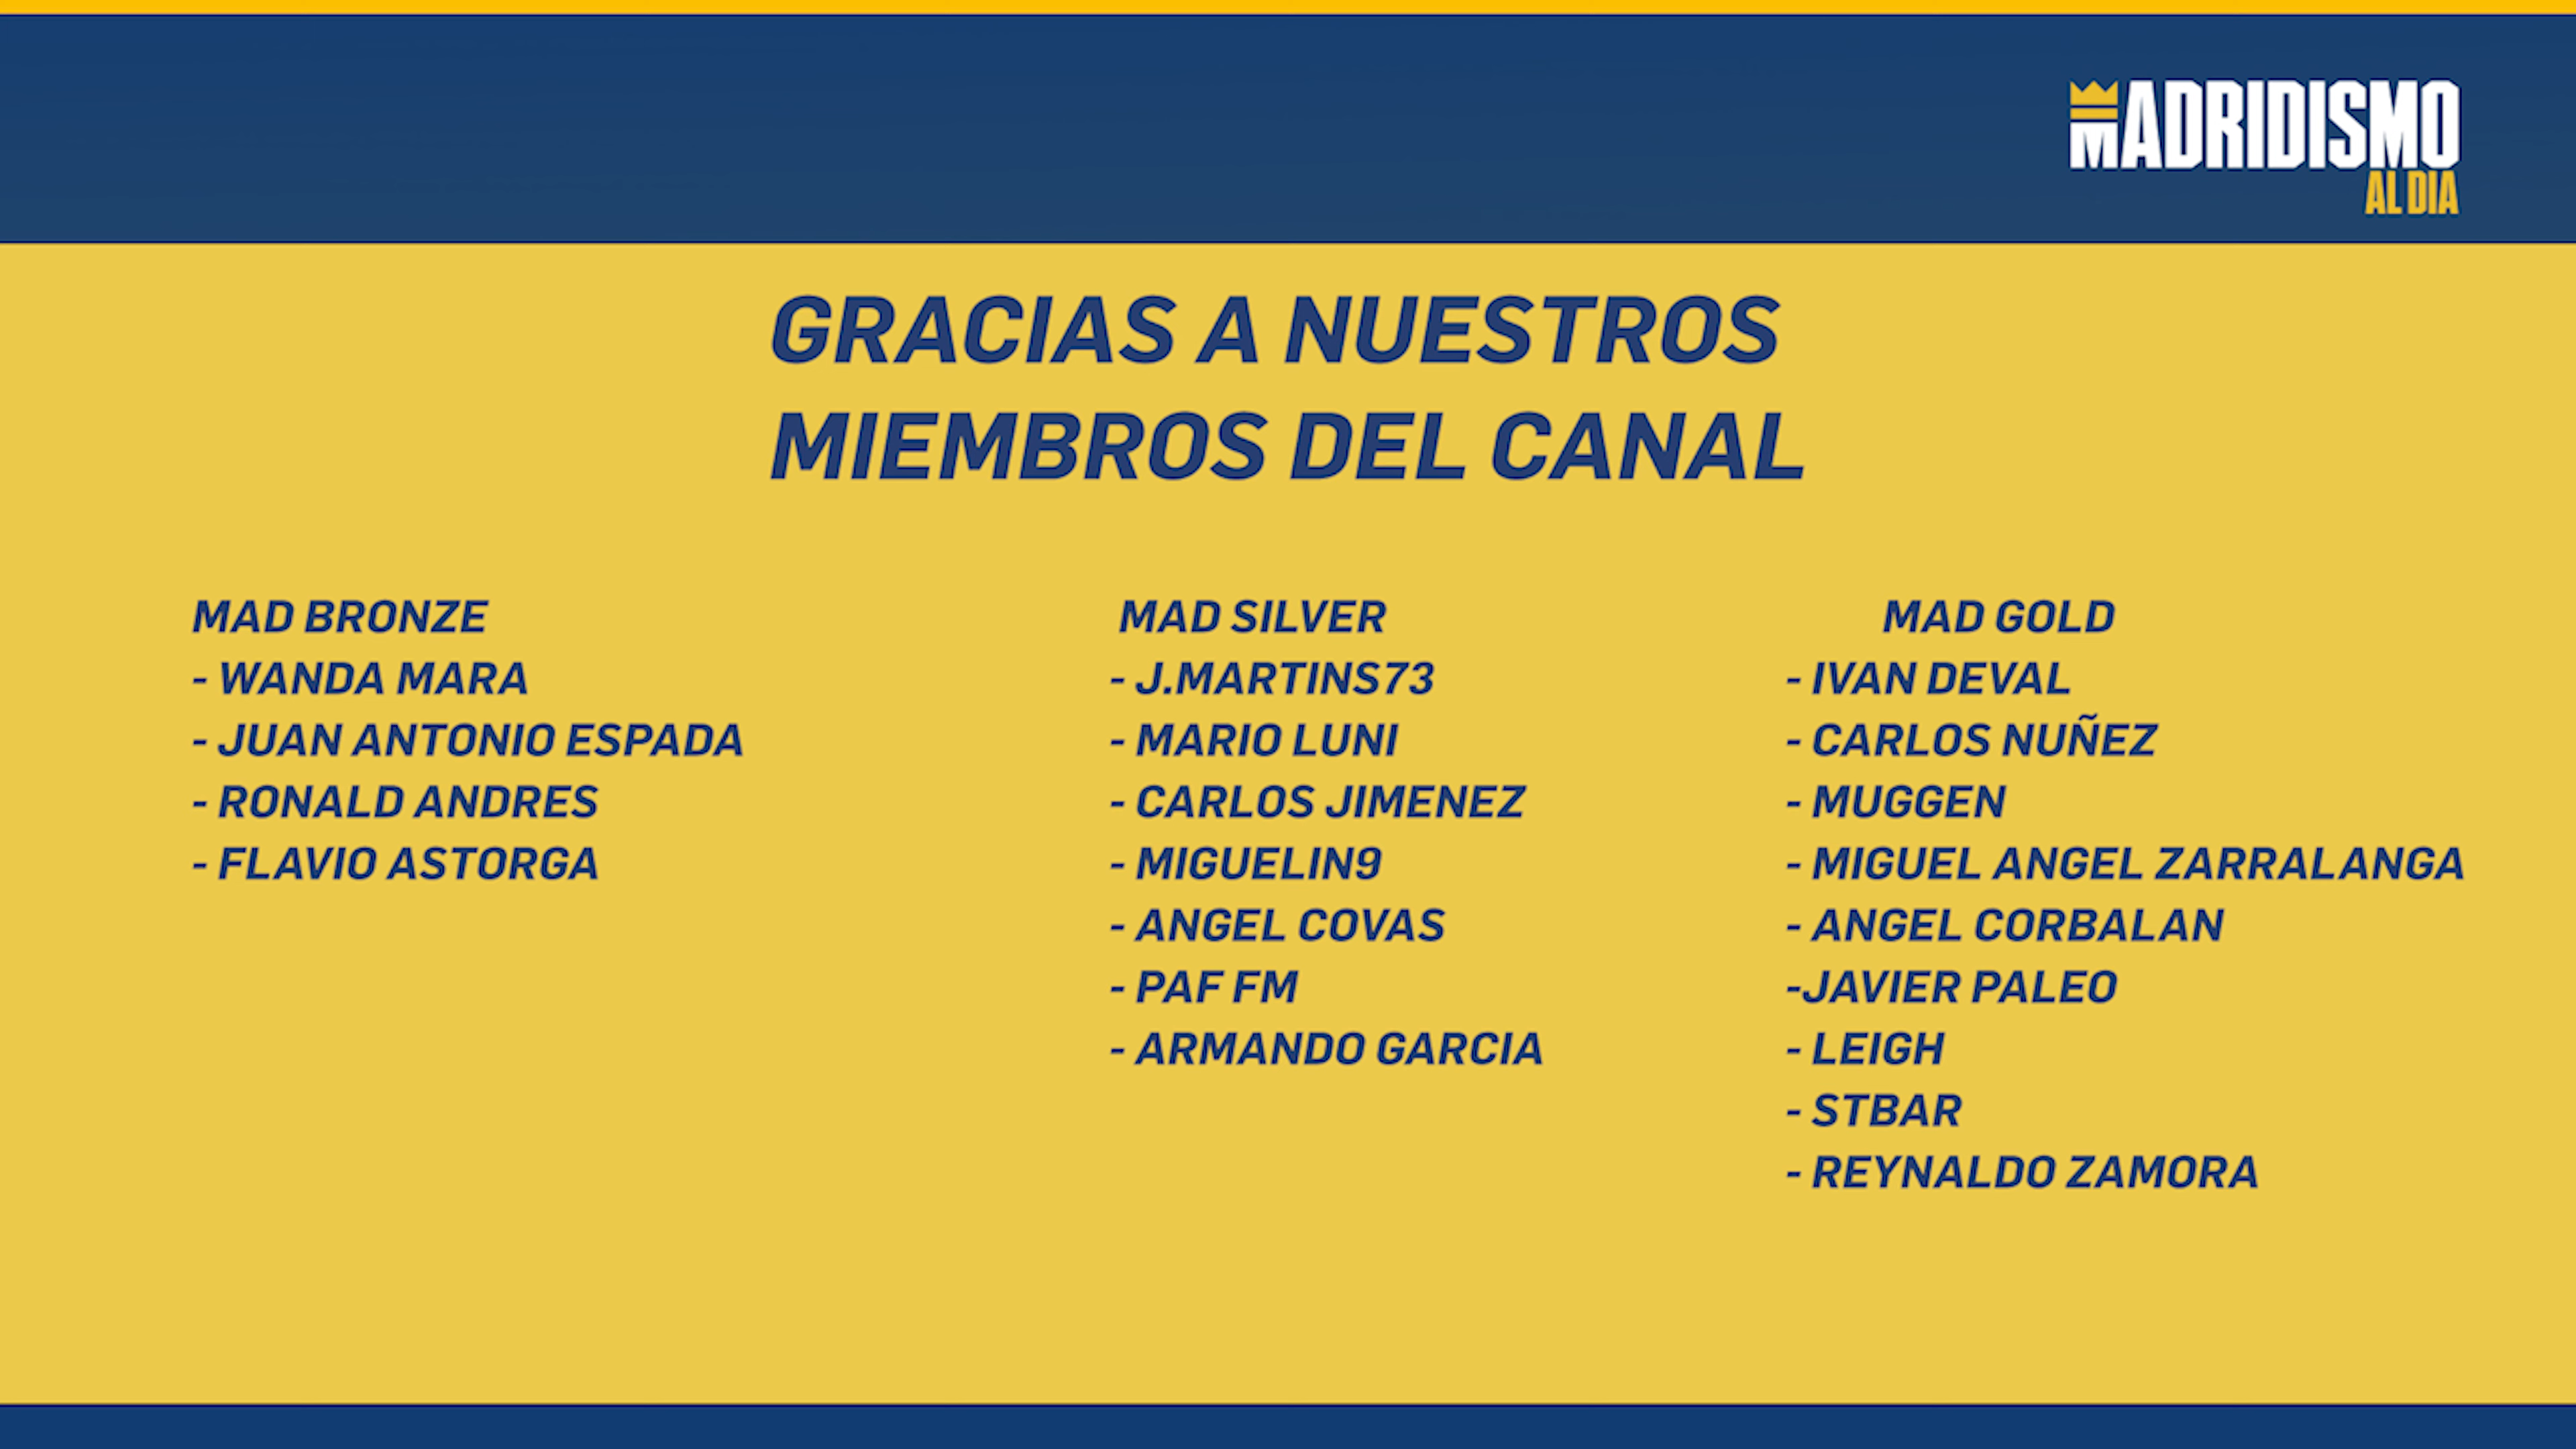 MADRIDISMO
AL DIA
GRACIAS A NUESTROS
MIEMBROS DEL CANAL
MAD BRONZE
- WANDA MARA
- JUAN ANTONIO ESPADA
- RONALD ANDRES
- FLAVIO ASTORGA
MAD SILVER
- J.MARTINS73
- MARIO LUNI
- CARLOS JIMENEZ
- MIGUELIN9
- ANGEL COVAS
- PAF FM
- ARMANDO GARCIA
MAD GOLD
- IVAN DEVAL
- CARLOS NUÑEZ
- MUGGEN
- MIGUEL ANGEL ZARRALANGA
- ANGEL CORBALAN
-JAVIER PALEO
- LEIGH
- STBAR
- REYNALDO ZAMORA